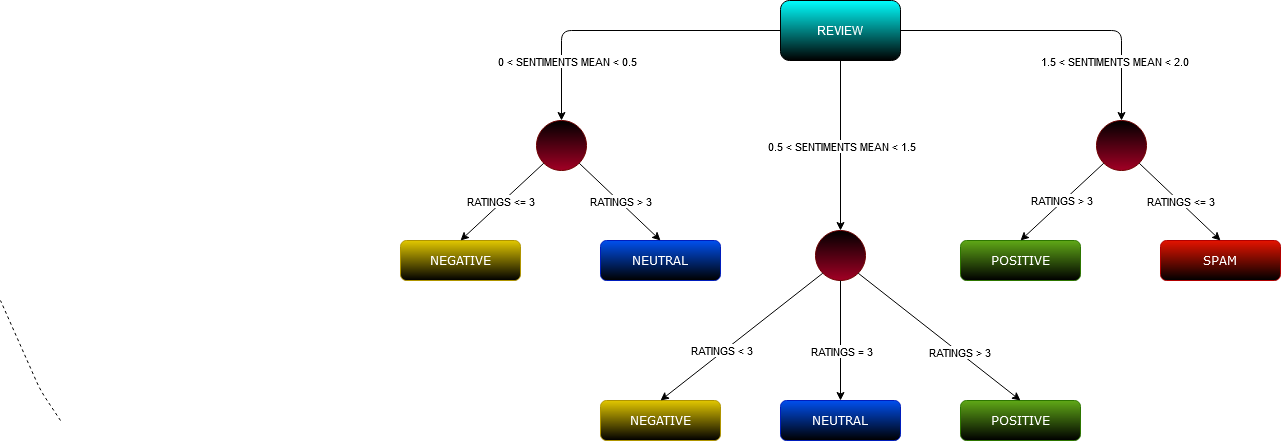 REVIEW
0 < SENTIMENTS MEAN < 0.5
1.5 < SENTIMENTS MEAN < 2.0
0.5 < SENTIMENTS MEAN < 1.5
RATINGS <= 3
RATINGS > 3
RATINGS > 3
RATINGS <= 3
NEGATIVE
NEUTRAL
POSITIVE
SPAM
RATINGS < 3
RATINGS = 3
RATINGS > 3
NEGATIVE
NEUTRAL
POSITIVE